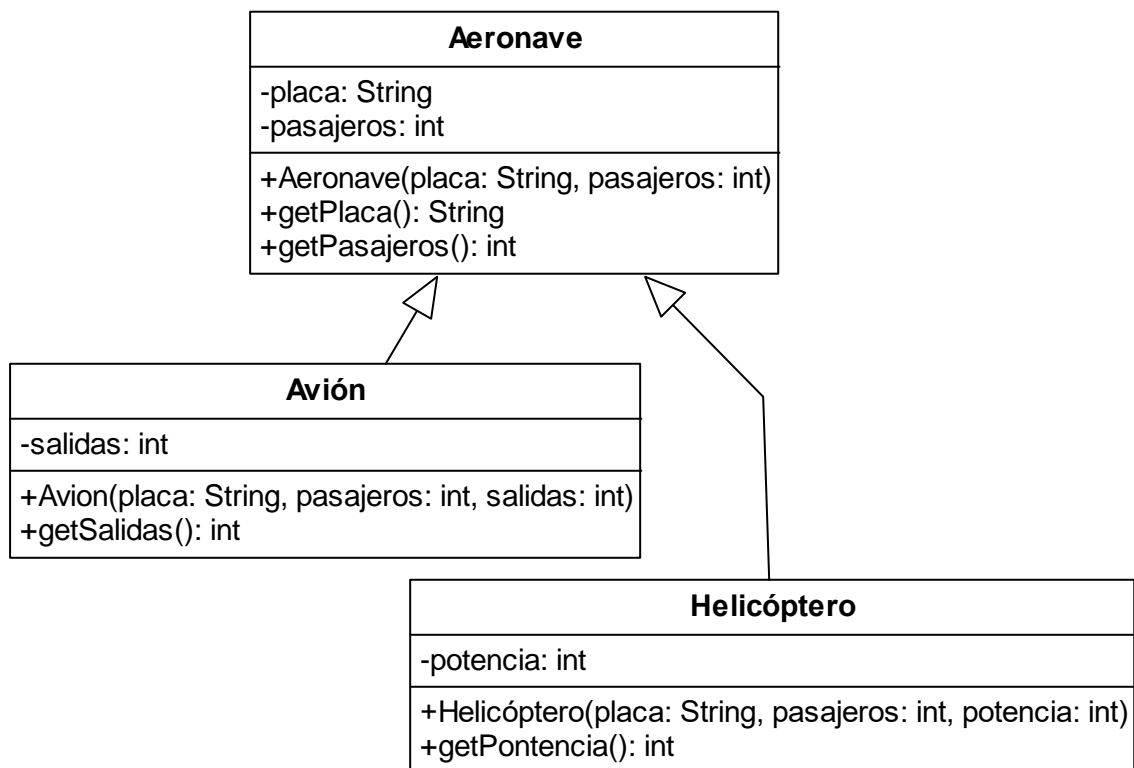 Aeronave
-placa: String
-pasajeros: int
+Aeronave(placa: String, pasajeros: int)
+getPlaca(): String
+getPasajeros(): int
Avión
-salidas: int
+Avion(placa: String, pasajeros: int, salidas: int)
+getSalidas(): int
Helicóptero
-potencia: int
+Helicóptero(placa: String, pasajeros: int, potencia: int)
+getPontencia(): int